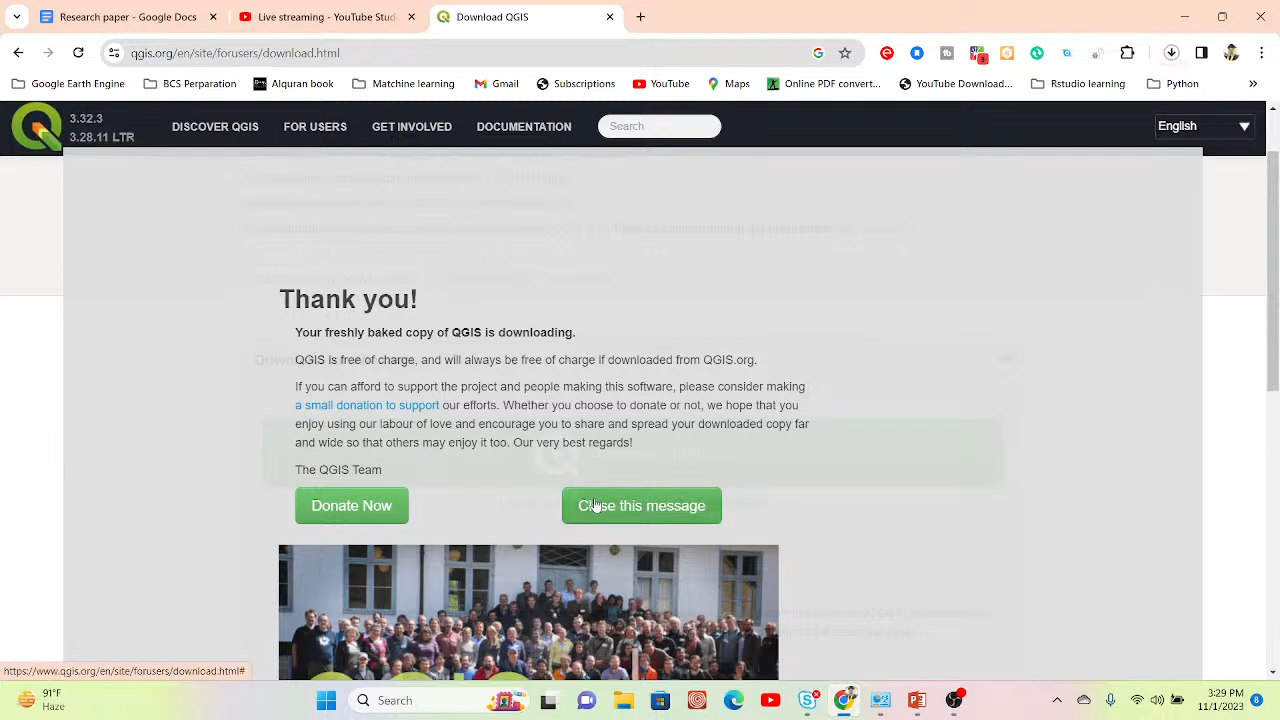 Research paper - Google Docs
Live streaming - YouTube Stud
Download QGIS
qgis.org/en/site/forusers/download.html
Google Earth Engine
BCS Perparation
Alquran book
Matchine learning
Gmail
Subscriptions
YouTube
Maps
Online PDF convert...
YouTube Download...
Rstudio learning
Python
3.32.3
3.28.11 LTR
DISCOVER QGIS
FOR USERS
GET INVOLVED
DOCUMENTATION
Search
English
Thank you!
Your freshly baked copy of QGIS is downloading.
QGIS is free of charge, and will always be free of charge if downloaded from QGIS.org.
If you can afford to support the project and people making this software, please consider making
a small donation to support our efforts. Whether you choose to donate or not, we hope that you
enjoy using our labour of love and encourage you to share and spread your downloaded copy far
and wide so that others may enjoy it too. Our very best regards!
The QGIS Team
Donate Now
Close this message
https://www.qgis.org/en/site/forusers/download.html#
91°F
Haze
Search
3:29 PM
11/1/2023
8